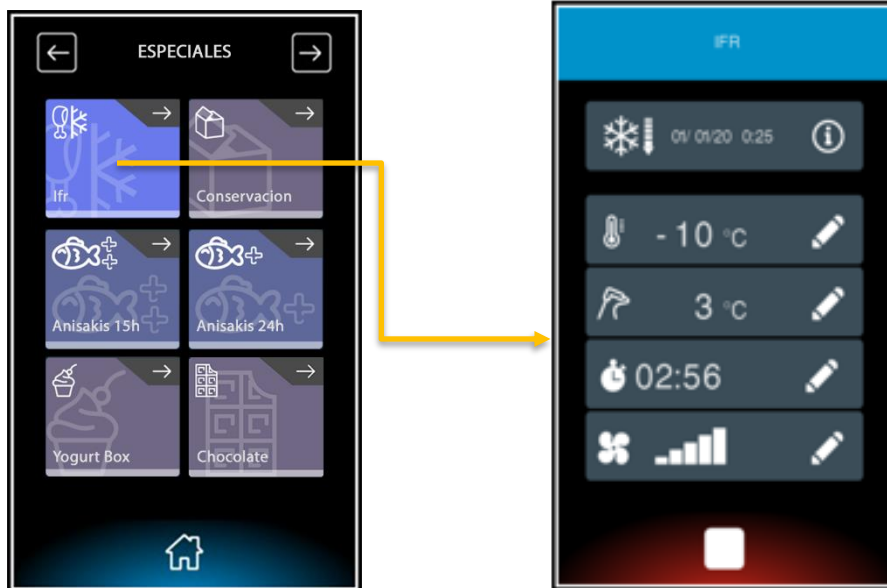 ESPECIALES
Ifr
Conservacion
Anisakis 15h
Anisakis 24h
Yogurt Box
Chocolate
IFR
01/ 01/20 0:25
- 10 °C
3 °C
02:56